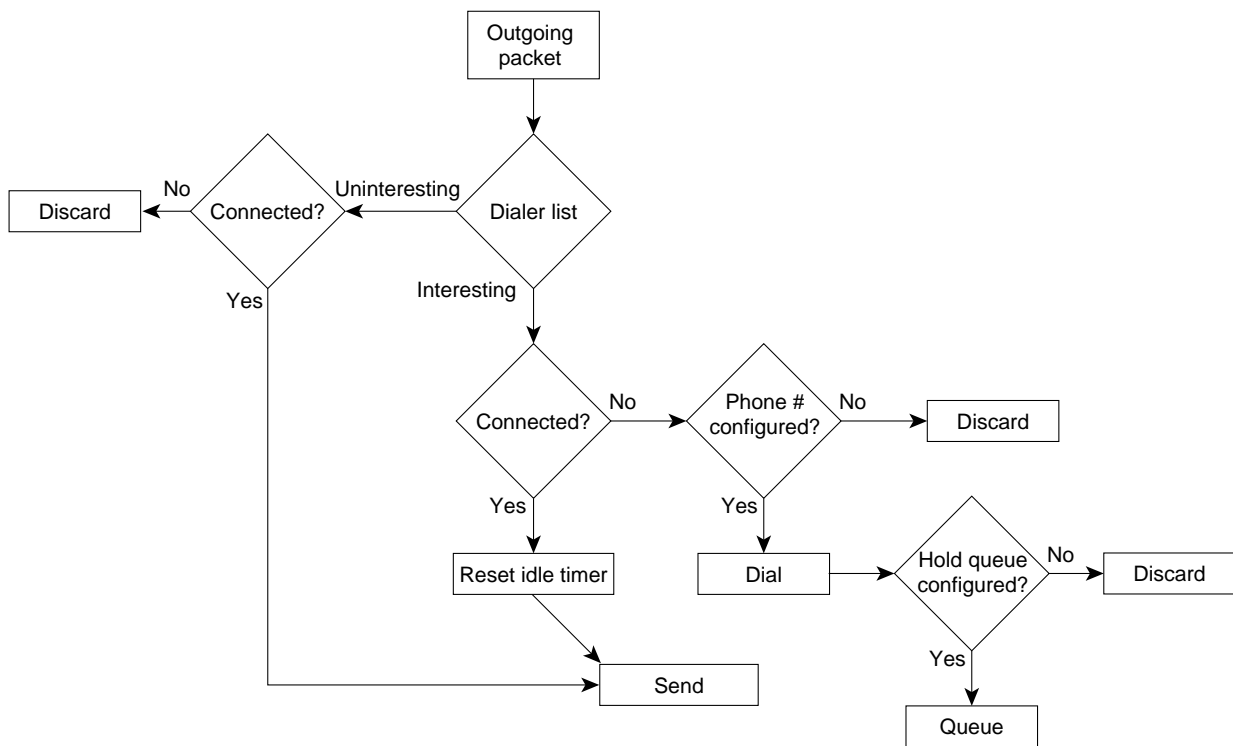 Outgoing
packet
No
Uninteresting
Discard
Connected?
Dialer list
Yes
Interesting
Connected?
No
Phone #
configured?
No
Discard
Yes
Yes
Reset idle timer
Dial
Hold queue
configured?
No
Discard
Yes
Send
Queue